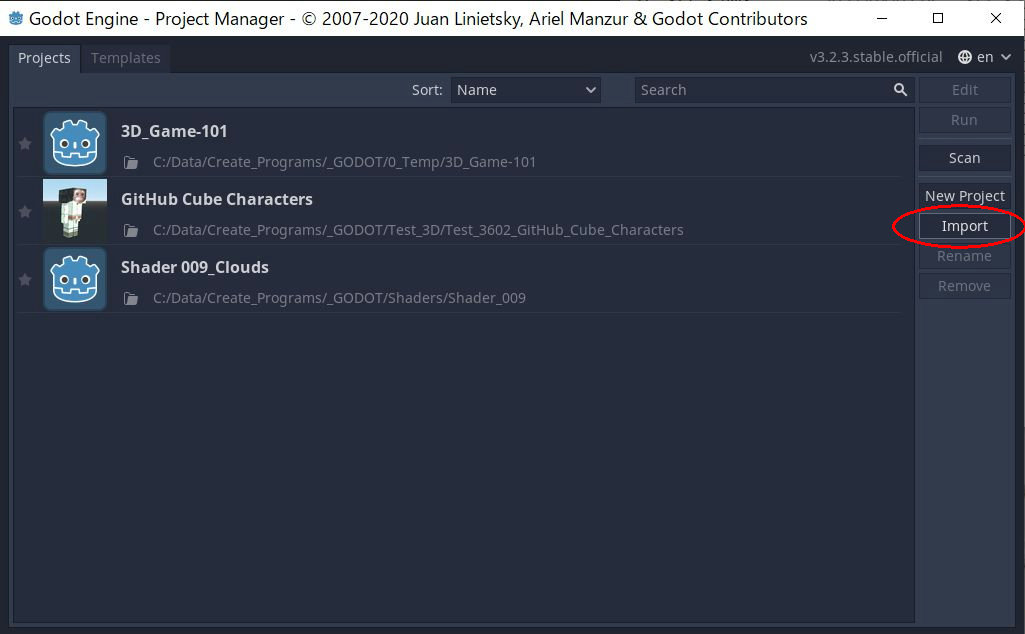 Godot Engine - Project Manager - © 2007-2020 Juan Linietsky, Ariel Manzur & Godot Contributors
Projects Templates v3.2.3.stable.official en
Sort: Name Search Edit
Run
3D_Game-101
C:/Data/Create_Programs/_GODOT/0_Temp/3D_Game-101
Scan
GitHub Cube Characters
New Project
C:/Data/Create_Programs/_GODOT/Test_3D/Test_3602_GitHub_Cube_Characters
Import
Rename
Shader 009_Clouds
Remove
C:/Data/Create_Programs/_GODOT/Shaders/Shader_009